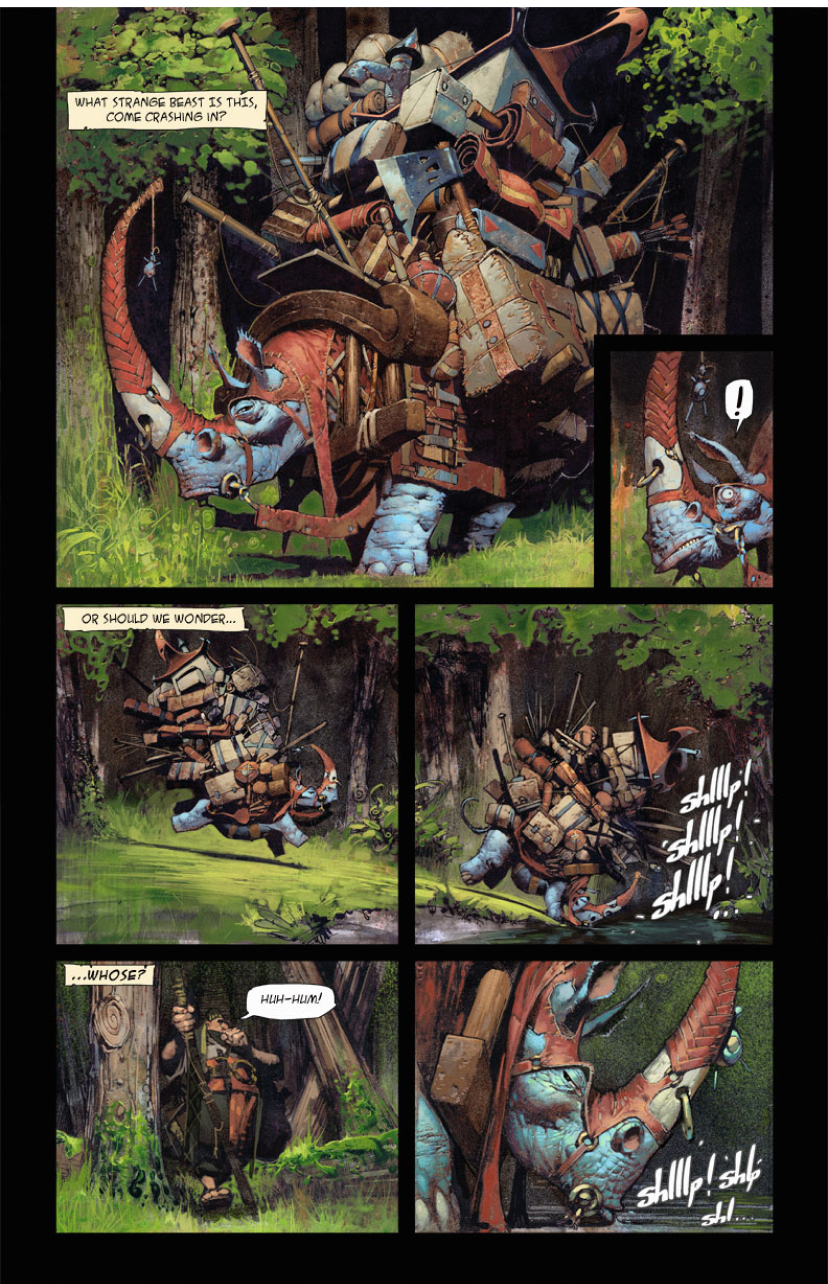 WHAT STRANGE BEAST IS THIS,
COME CRASHING IN?
!
OR SHOULD WE WONDER...
shlllp!
shlllp!
shlllp!
...WHOSE?
HUH-HUM!
shlllp! shlp
shl...